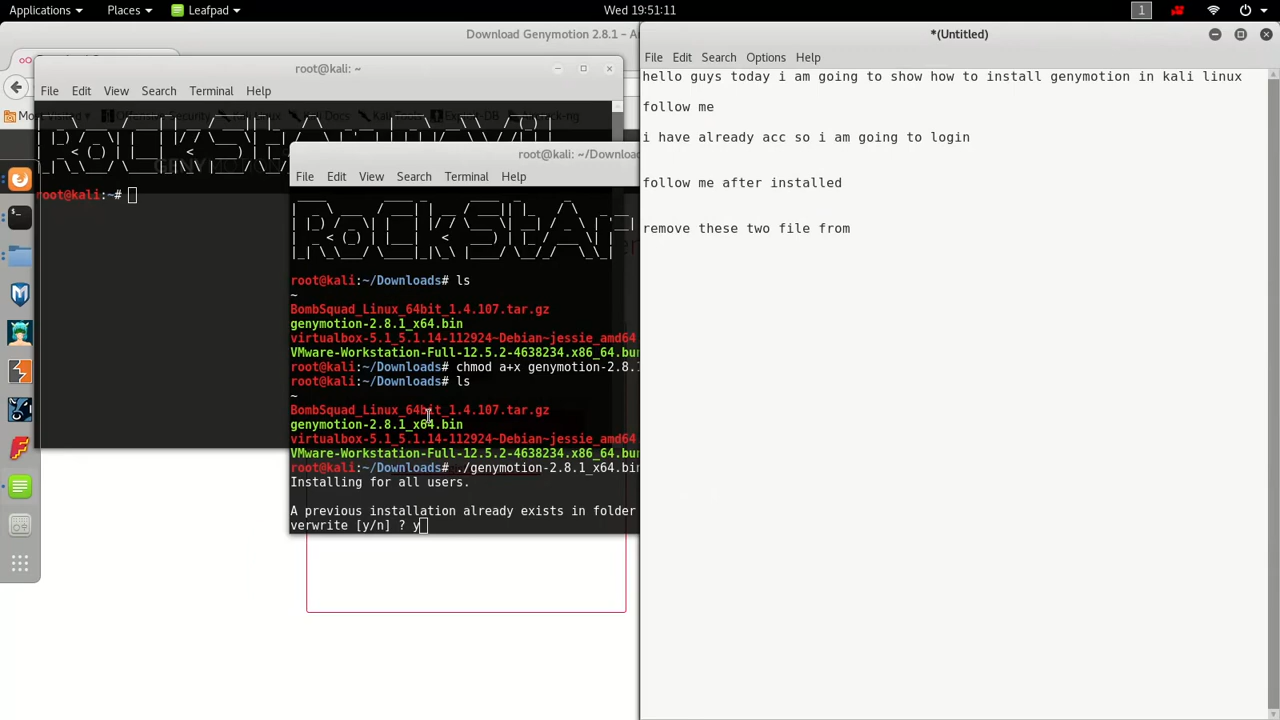 Applications Places Leafpad Wed 19:51:11 1
Download Genymotion 2.8.1 – A
root@kali: ~
File Edit View Search Terminal Help
root@kali:~#
root@kali: ~/Downloa
File Edit View Search Terminal Help
root@kali:~/Downloads# ls
~
BombSquad_Linux_64bit_1.4.107.tar.gz
genymotion-2.8.1_x64.bin
virtualbox-5.1_5.1.14-112924~Debian~jessie_amd64
VMware-Workstation-Full-12.5.2-4638234.x86_64.bun
root@kali:~/Downloads# chmod a+x genymotion-2.8.1
root@kali:~/Downloads# ls
~
BombSquad_Linux_64bit_1.4.107.tar.gz
genymotion-2.8.1_x64.bin
virtualbox-5.1_5.1.14-112924~Debian~jessie_amd64
VMware-Workstation-Full-12.5.2-4638234.x86_64.bun
root@kali:~/Downloads# ./genymotion-2.8.1_x64.bin
Installing for all users.
A previous installation already exists in folder
verwrite [y/n] ? y
*(Untitled)
File Edit Search Options Help
hello guys today i am going to show how to install genymotion in kali linux
follow me
i have already acc so i am going to login
follow me after installed
remove these two file from